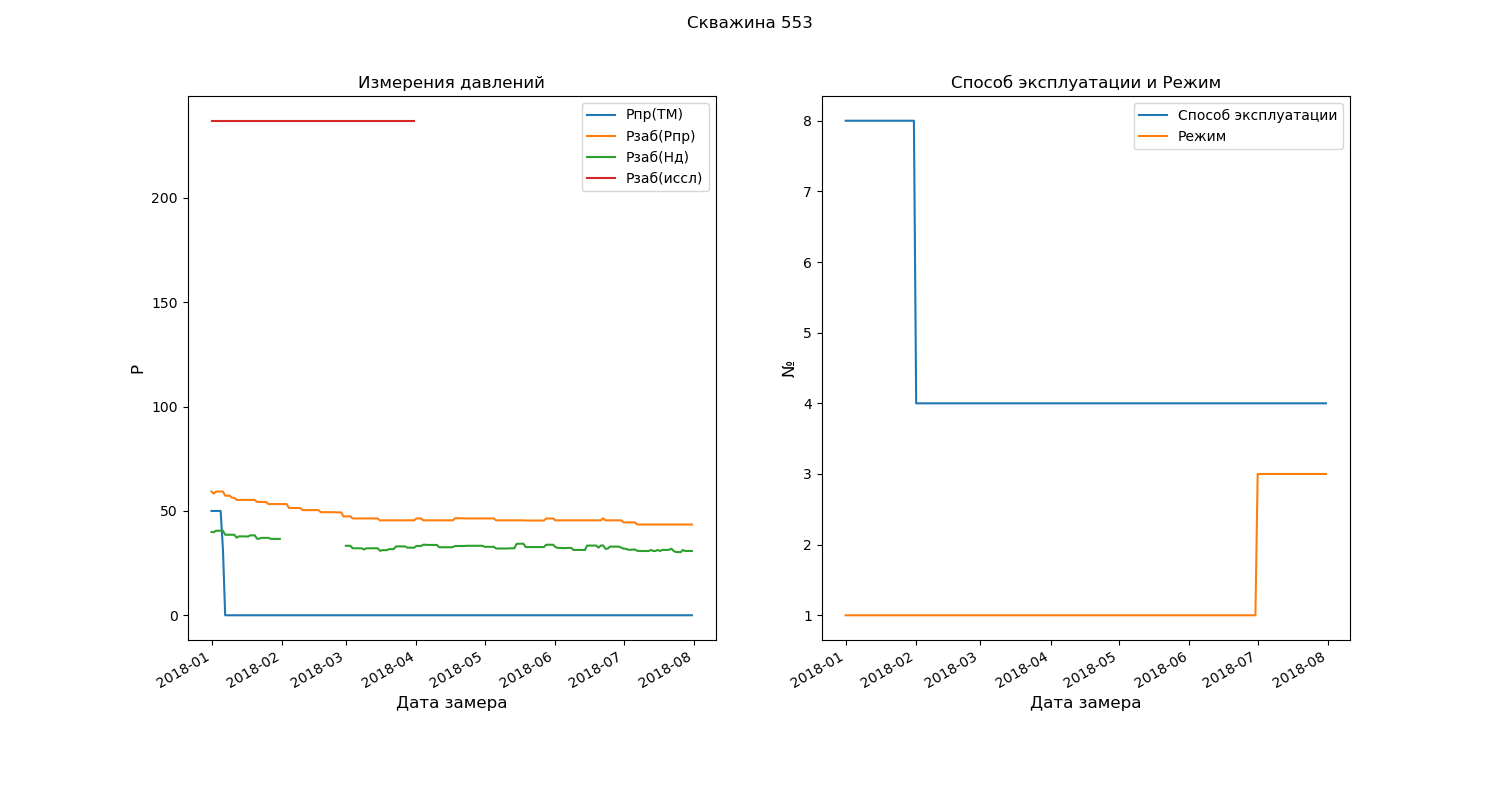 Скважина 553
Измерения давлений
Рпр(ТМ)
Рзаб(Рпр)
Рзаб(Нд)
Рзаб(иссл)
200
150
100
50
0
Р
2018-01
2018-02
2018-03
2018-04
2018-05
2018-06
2018-07
2018-08
Дата замера
Способ эксплуатации и Режим
Способ эксплуатации
Режим
8
7
6
5
4
3
2
1
№
2018-01
2018-02
2018-03
2018-04
2018-05
2018-06
2018-07
2018-08
Дата замера